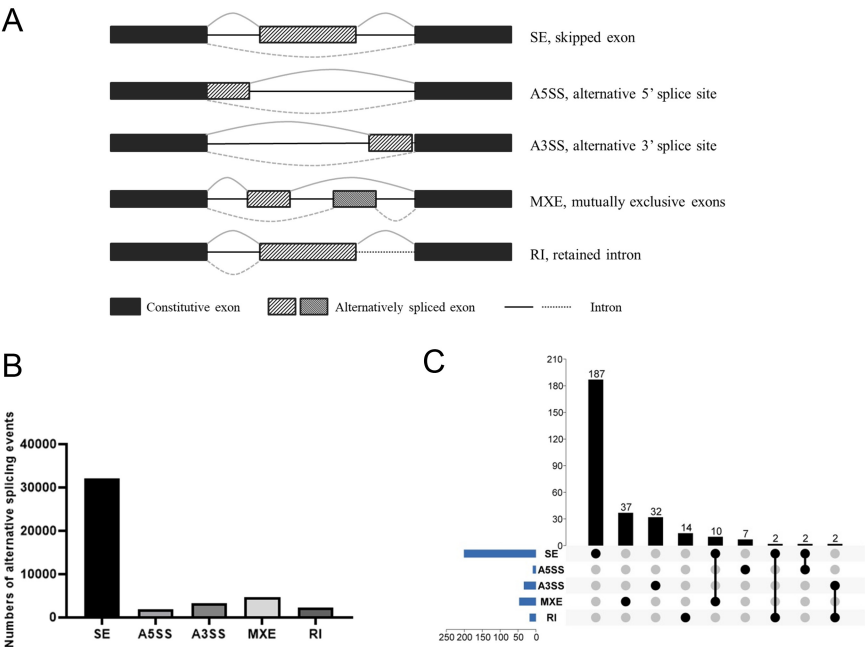 A
SE, skipped exon
A5SS, alternative 5’ splice site
A3SS, alternative 3’ splice site
MXE, mutually exclusive exons
RI, retained intron
Constitutive exon
Alternatively spliced exon
Intron
B
Numbers of alternative splicing events
40000
30000
20000
10000
0
SE A5SS A3SS MXE RI
C
210
180
150
120
90
60
30
0
187
37
32
14
10
7
2
2
2
SE
A5SS
A3SS
MXE
RI
250 200 150 100 50 0